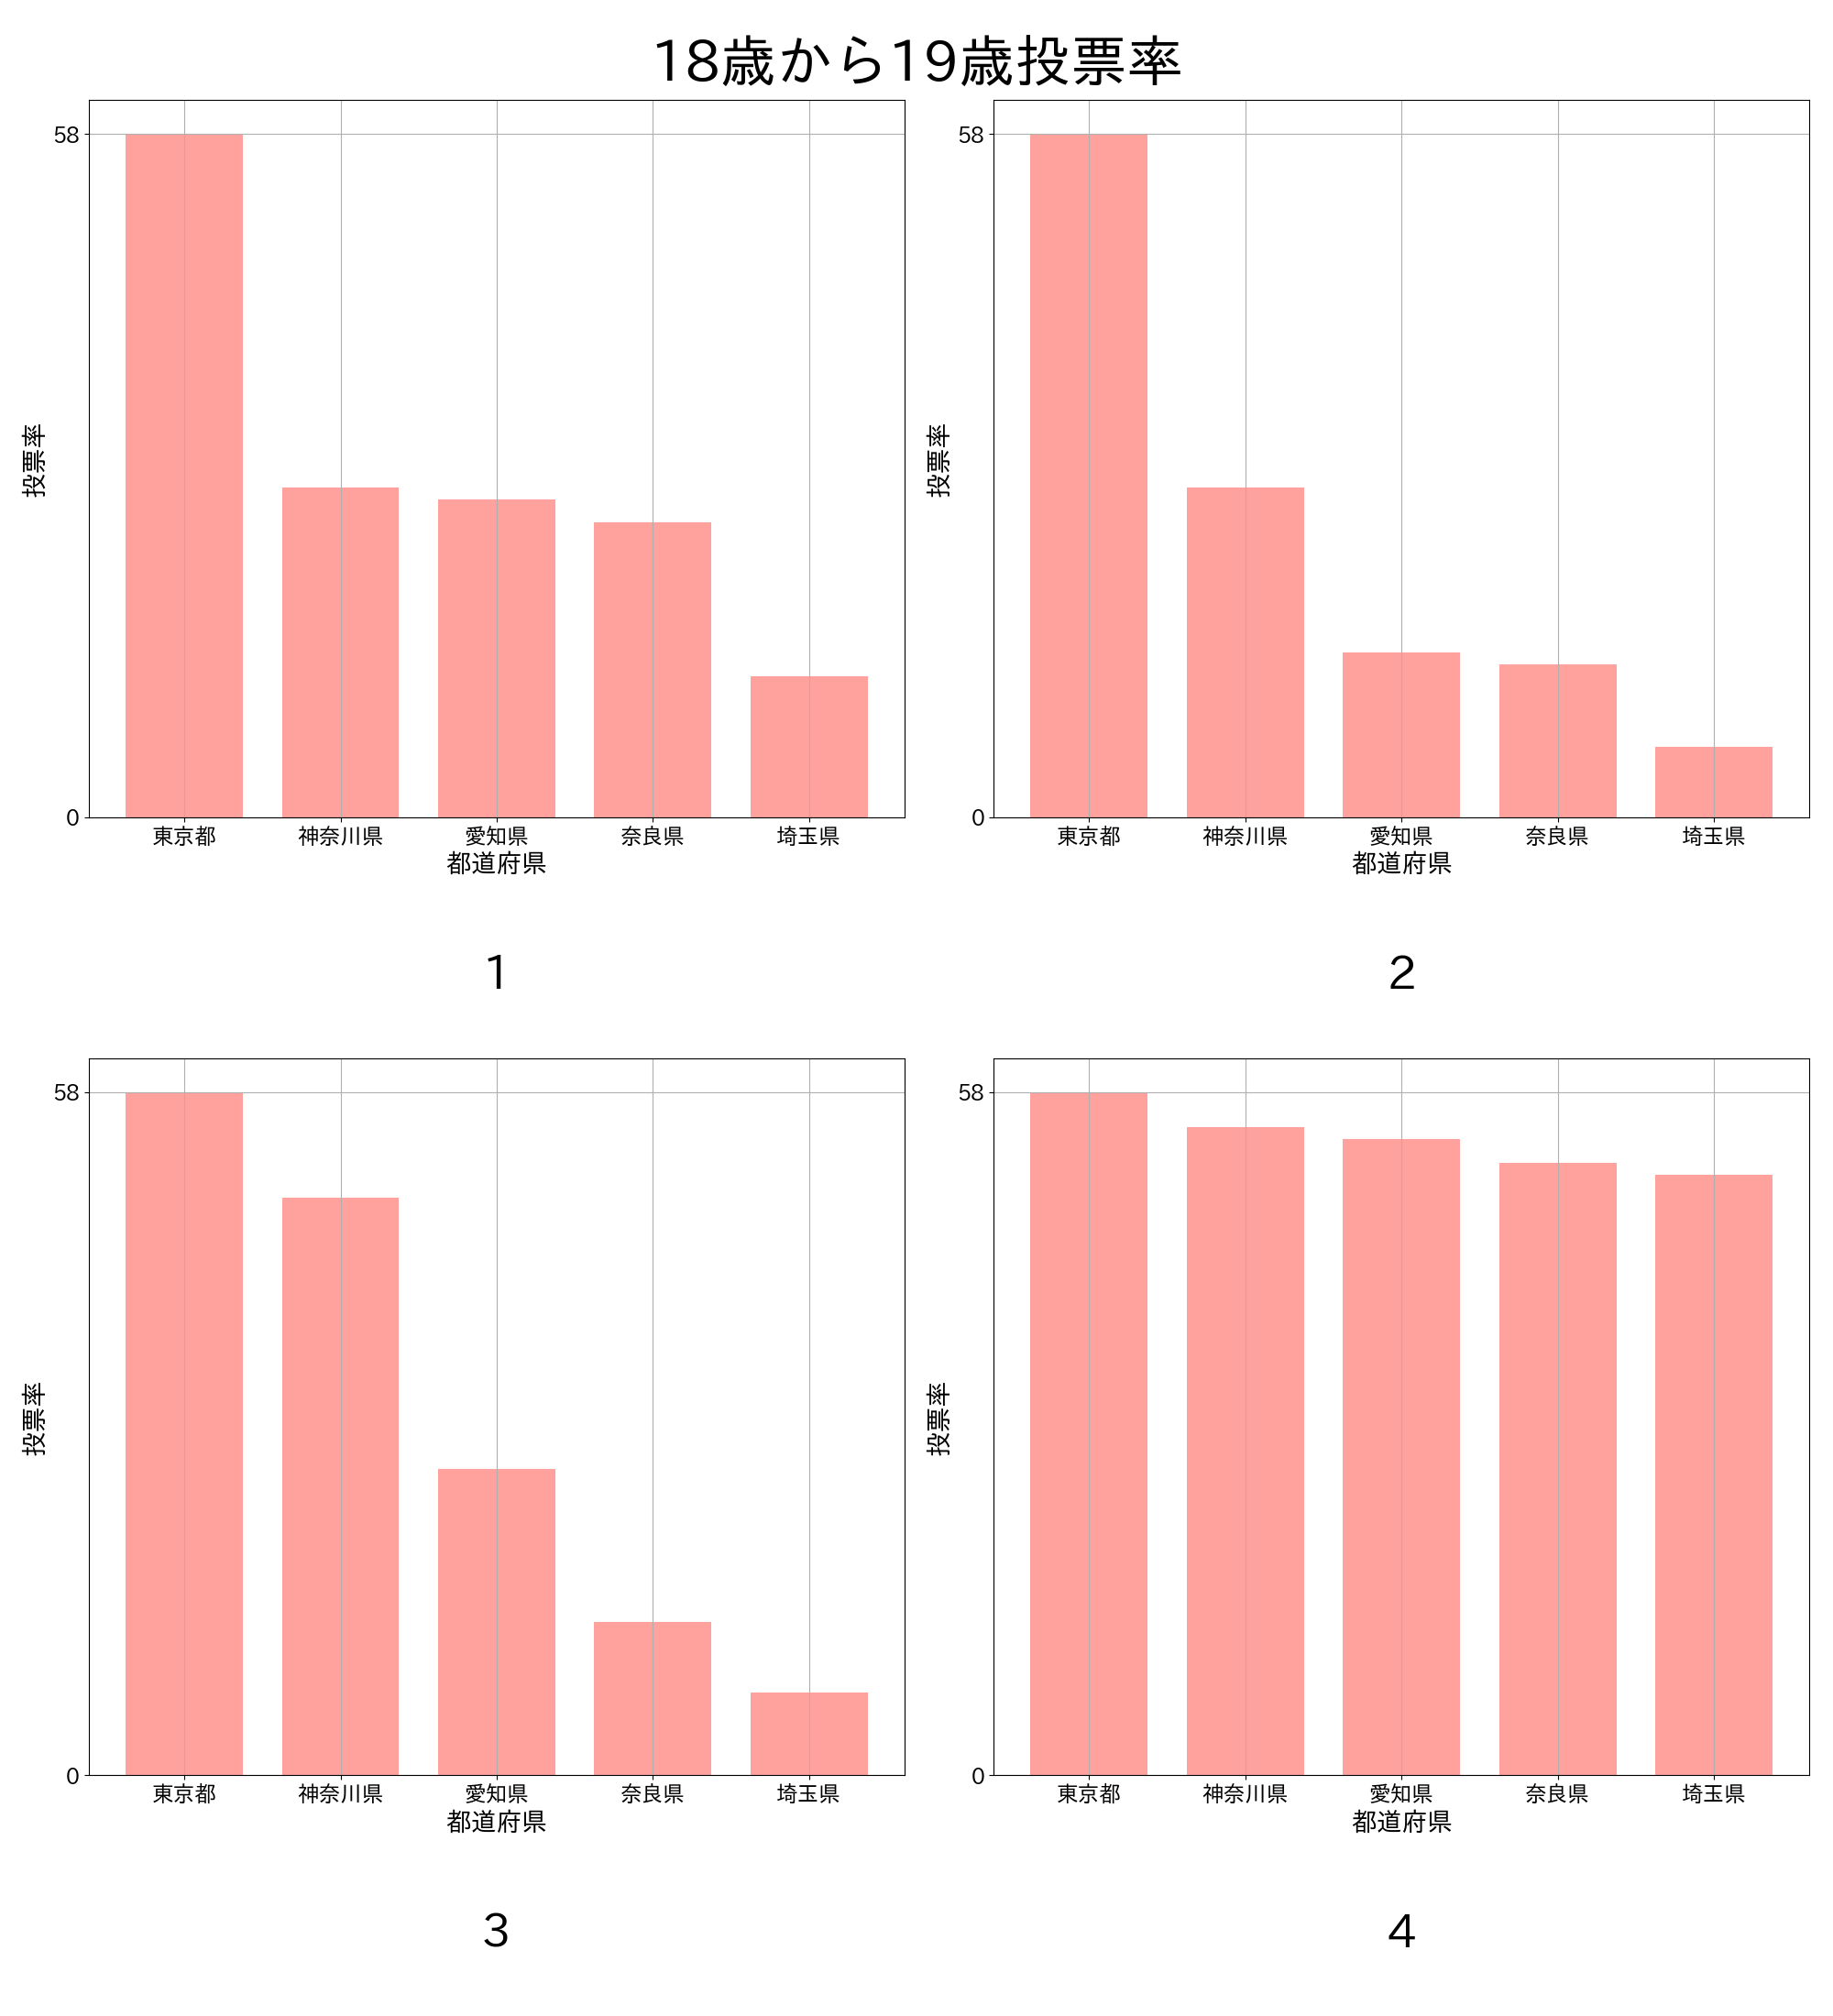 18歳から19歳投票率
58
0
投票率
東京都 神奈川県 愛知県 奈良県 埼玉県
都道府県
1
58
0
投票率
東京都 神奈川県 愛知県 奈良県 埼玉県
都道府県
2
58
0
投票率
東京都 神奈川県 愛知県 奈良県 埼玉県
都道府県
3
58
0
投票率
東京都 神奈川県 愛知県 奈良県 埼玉県
都道府県
4